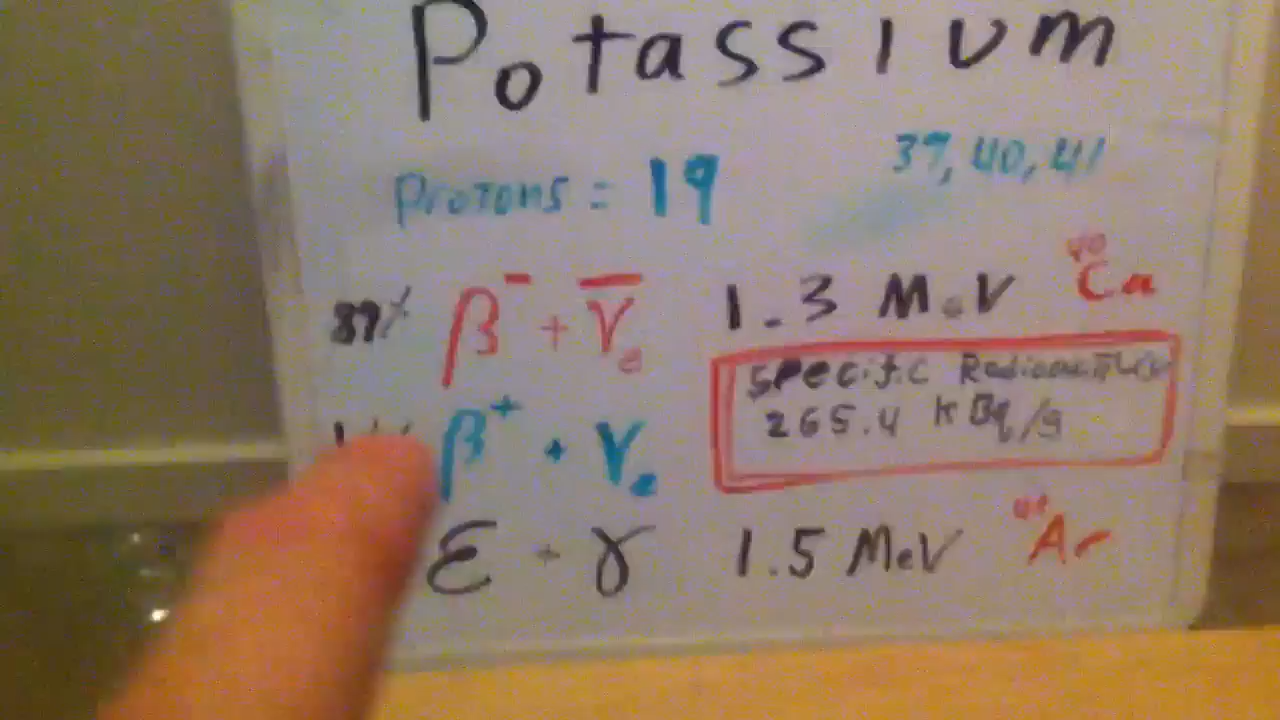 Potassium
Protons = 19
39, 40, 41
89% β⁻ + ν̅e 1.3 MeV ⁴⁰Ca
Specific Radioactivity
265.4 kBq/g
β⁺ + νe
ε + γ 1.5 MeV ⁴⁰Ar